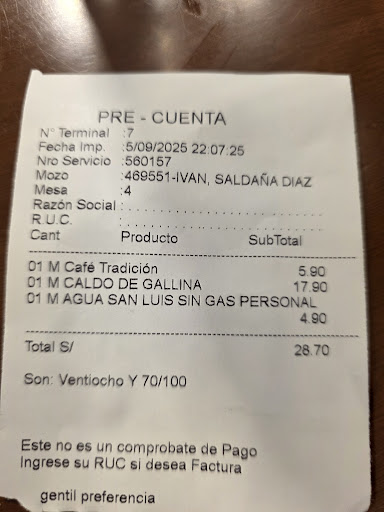 PRE - CUENTA
N° Terminal :7
Fecha Imp. :5/09/2025 22:07:25
Nro Servicio :560157
Mozo :469551-IVAN, SALDAÑA DIAZ
Mesa :4
Razón Social : . . . . . . . . . . . . . . . . . . . . . . . . . .
R.U.C. : . . . . . . . . . . . . . . . . . . . . . . . . . .
Cant Producto SubTotal
01 M Café Tradición 5.90
01 M CALDO DE GALLINA 17.90
01 M AGUA SAN LUIS SIN GAS PERSONAL
4.90
Total S/ 28.70
Son: Ventiocho Y 70/100
Este no es un comprobate de Pago
Ingrese su RUC si desea Factura
gentil preferencia